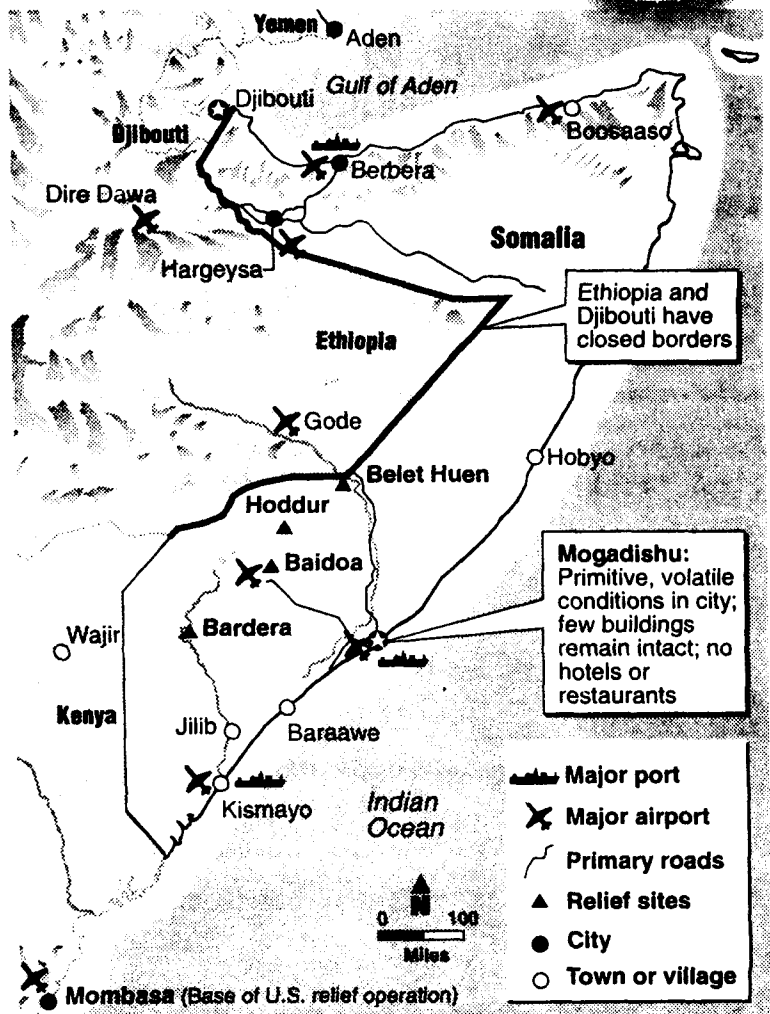 Yemen
Aden
Gulf of Aden
Djibouti
Djibouti
Boosaaso
Berbera
Dire Dawa
Somalia
Hargeysa
Ethiopia and
Djibouti have
closed borders
Ethiopia
Gode
Hobyo
Belet Huen
Hoddur
Baidoa
Mogadishu:
Primitive, volatile
conditions in city;
few buildings
remain intact; no
hotels or
restaurants
Wajir
Bardera
Kenya
Jilib
Baraawe
Kismayo
Indian
Ocean
N
0 100
Miles
Major port
Major airport
Primary roads
Relief sites
City
Town or village
Mombasa (Base of U.S. relief operation)